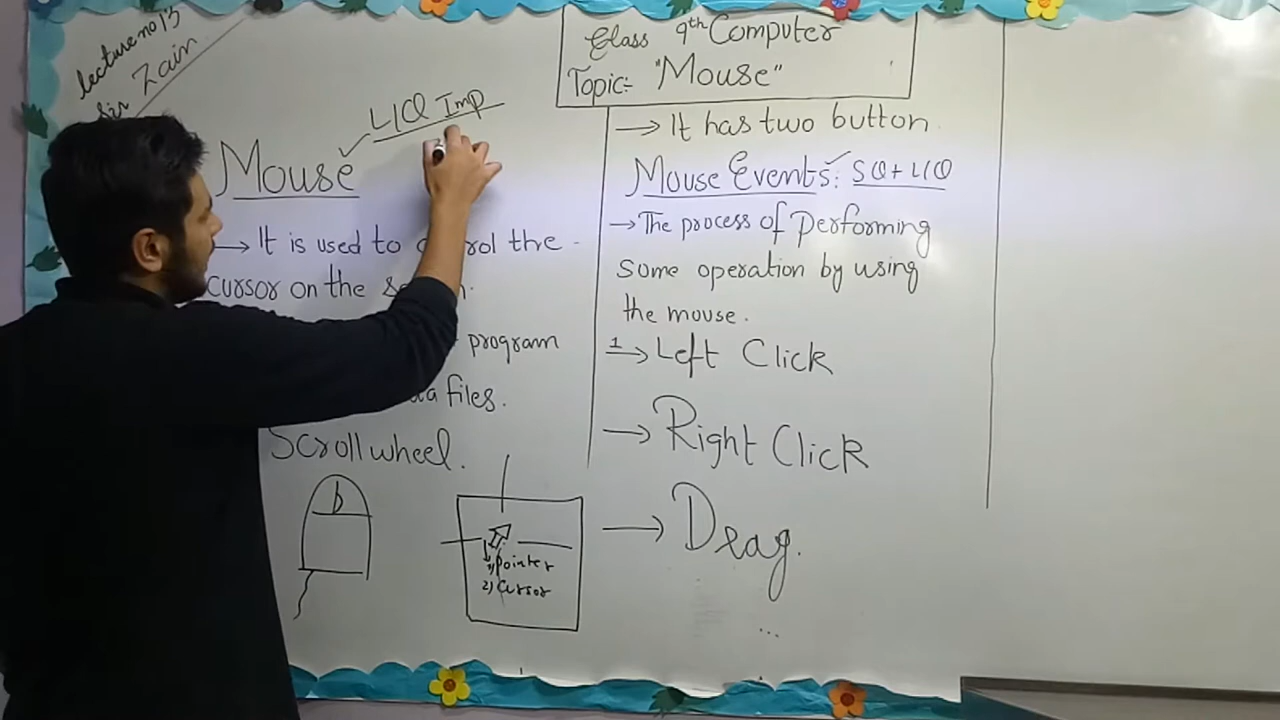 lecture no 13
Sir Zain
Class 9th Computer
Topic:- "Mouse"
L/Q Imp
Mouse
→ It is used to the -
cursor on the
program
files.
Scroll wheel.
1) Pointer
2) Cursor
→ It has two button.
Mouse Events: SQ + L/Q
→ The process of Performing
Some operation by using
the mouse.
1 → Left Click
→ Right Click
→ Drag.
...